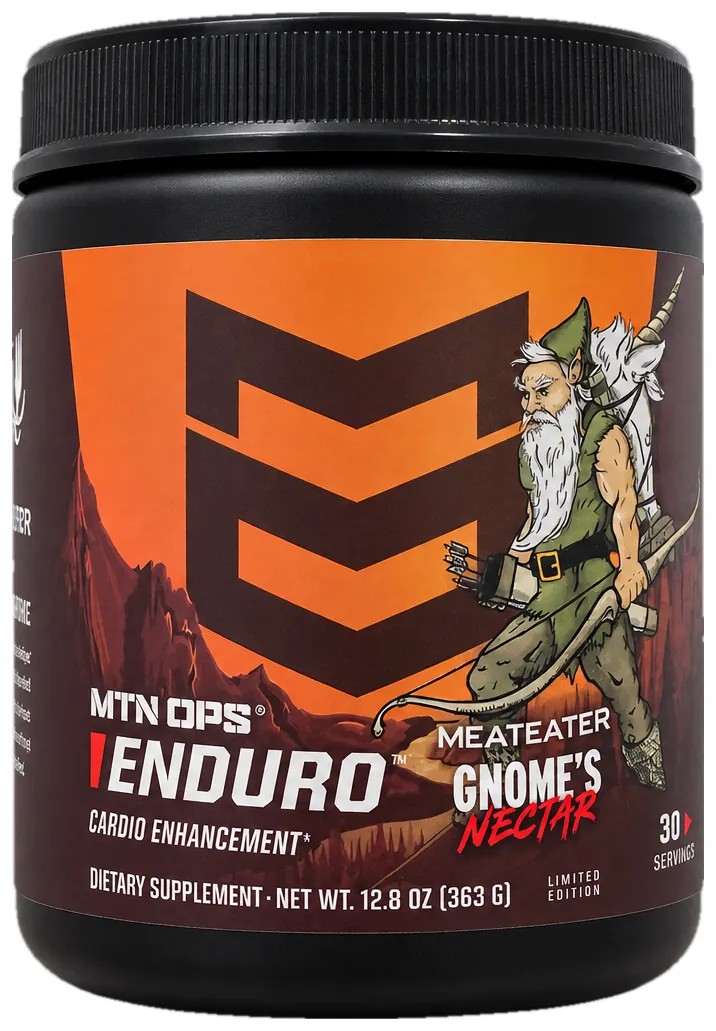 MTN OPS®
ENDURO™
CARDIO ENHANCEMENT*
DIETARY SUPPLEMENT · NET WT. 12.8 OZ (363 G)
MEATEATER
GNOME'S
NECTAR
LIMITED
EDITION
30
SERVINGS